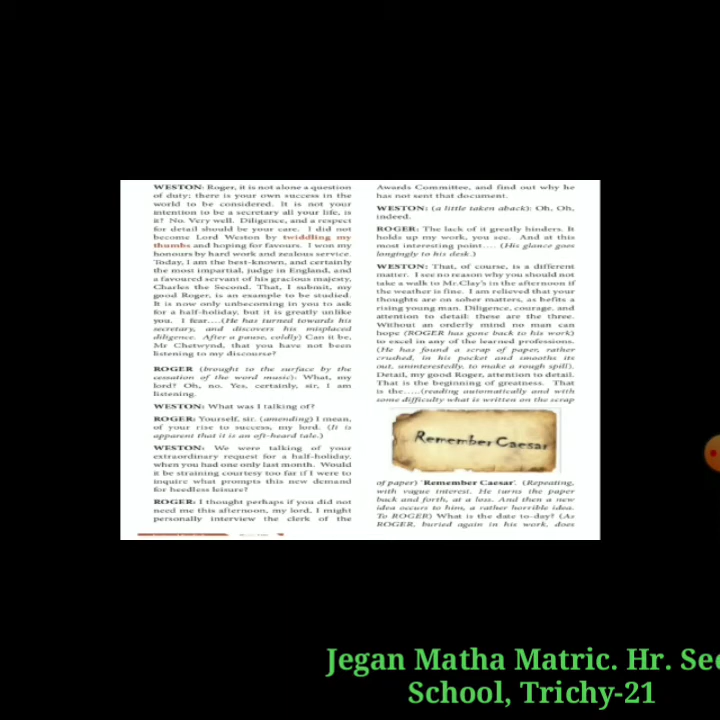 WESTON: Roger, it is not alone a question
of duty; there is your own success in the
world to be considered. It is not your
intention to be a secretary all your life, is
it? No. Very well. Diligence, and a respect
for detail should be your care. I did not
become Lord Weston by twiddling my
thumbs and hoping for favours. I won my
honours by hard work and zealous service.
Today, I am the best-known, and certainly
the most impartial, judge in England, and
a favoured servant of his gracious majesty,
Charles the Second. That, I submit, my
good Roger, is an example to be studied.
It is now only unbecoming in you to ask
for a half-holiday, but it is greatly unlike
you. I fear....(He has turned towards his
secretary, and discovers his misplaced
diligence. After a pause, coldly) Can it be,
Mr Chetwynd, that you have not been
listening to my discourse?
ROGER (brought to the surface by the
cessation of the word music): What, my
lord? Oh, no. Yes, certainly, sir, I am
listening.
WESTON: What was I talking of?
ROGER: Yourself, sir. (amending) I mean,
of your rise to success, my lord. (It is
apparent that it is an oft-heard tale.)
WESTON: We were talking of your
extraordinary request for a half-holiday,
when you had one only last month. Would
it be straining courtesy too far if I were to
inquire what prompts this new demand
for heedless leisure?
ROGER: I thought perhaps if you did not
need me this afternoon, my lord, I might
personally interview the clerk of the
Awards Committee, and find out why he
has not sent that document.
WESTON: (a little taken aback): Oh, Oh,
indeed.
ROGER: The lack of it greatly hinders. It
holds up my work, you see. And at this
most interesting point.... (His glance goes
longingly to his desk.)
WESTON: That, of course, is a different
matter. I see no reason why you should not
take a walk to Mr.Clay's in the afternoon if
the weather is fine. I am relieved that your
thoughts are on sober matters, as befits a
rising young man. Diligence, courage, and
attention to detail: these are the three.
Without an orderly mind no man can
hope (ROGER has gone back to his work)
to excel in any of the learned professions.
(He has found a scrap of paper, rather
crushed, in his pocket and smooths its
out, uninterestedly, to make a rough spill).
Detail, my good Roger, attention to detail.
That is the beginning of greatness. That
is the.....(reading automatically and with
some difficulty what is written on the scrap
Remember Caesar
of paper) 'Remember Caesar'. (Repeating,
with vague interest. He turns the paper
back and forth, at a loss. And then a new
idea occurs to him, a rather horrible idea.
To ROGER) What is the date to-day? (As
ROGER, buried again in his work, does
Jegan Matha Matric. Hr. Sec
School, Trichy-21